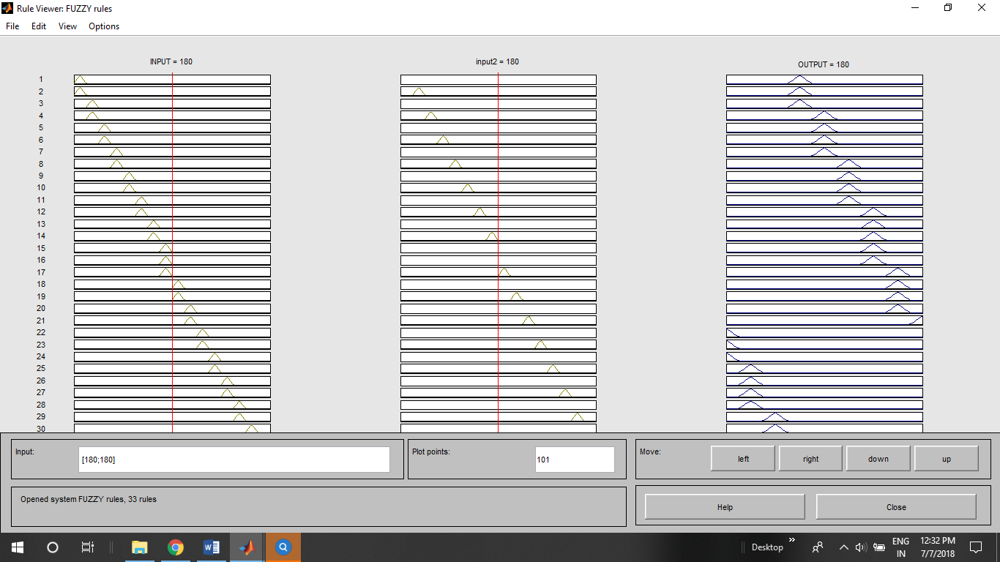 Rule Viewer: FUZZY rules
File Edit View Options
INPUT = 180
input2 = 180
OUTPUT = 180
1
2
3
4
5
6
7
8
9
10
11
12
13
14
15
16
17
18
19
20
21
22
23
24
25
26
27
28
29
30
Input:
[180;180]
Plot points:
101
Move:
left
right
down
up
Opened system FUZZY rules, 33 rules
Help
Close
Desktop
ENG
IN
12:32 PM
7/7/2018